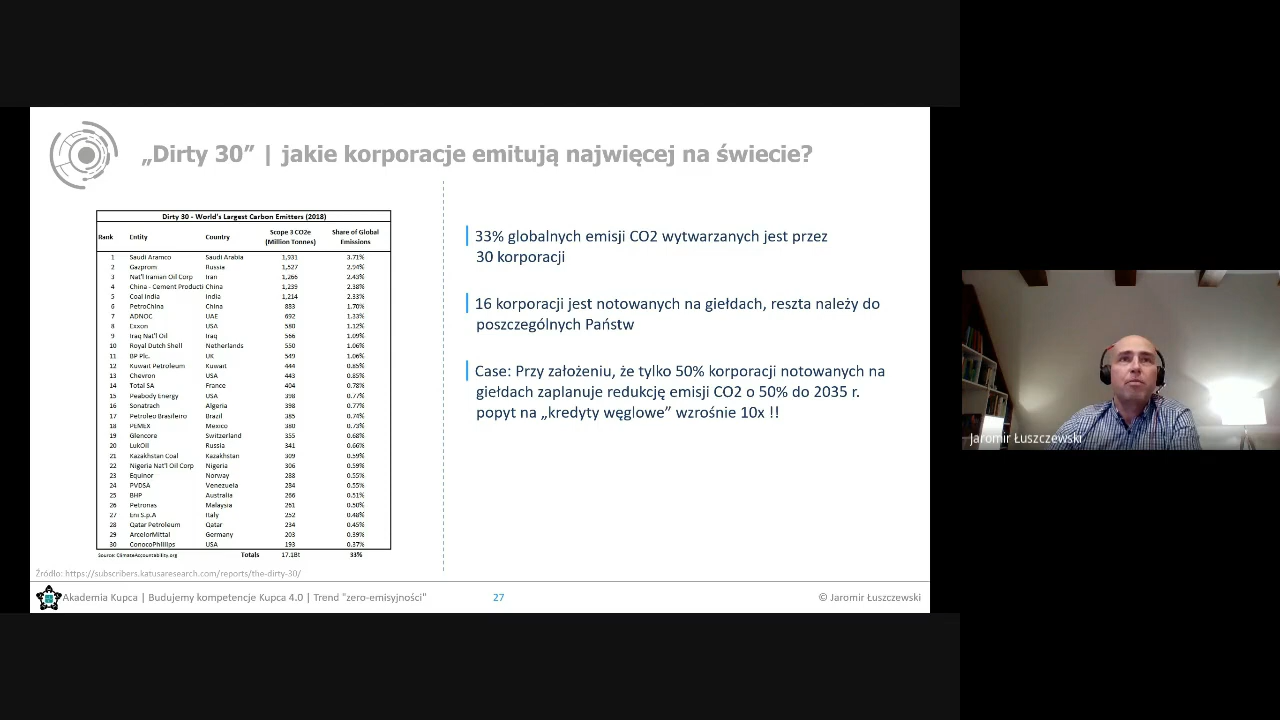 „Dirty 30” | jakie korporacje emitują najwięcej na świecie?
Dirty 30 - World's Largest Carbon Emitters (2018)
Rank Entity Country Scope 3 CO2e (Million Tonnes) Share of Global Emissions
1 Saudi Aramco Saudi Arabia 1,931 3.71%
2 Gazprom Russia 1,527 2.94%
3 Nat'l Iranian Oil Corp Iran 1,266 2.43%
4 China - Cement Producti China 1,239 2.38%
5 Coal India India 1,214 2.33%
6 PetroChina China 883 1.70%
7 ADNOC UAE 692 1.33%
8 Exxon USA 580 1.12%
9 Iraq Nat'l Oil Iraq 566 1.09%
10 Royal Dutch Shell Netherlands 550 1.06%
11 BP Plc. UK 549 1.06%
12 Kuwait Petroleum Kuwait 444 0.85%
13 Chevron USA 443 0.85%
14 Total SA France 404 0.78%
15 Peabody Energy USA 398 0.77%
16 Sonatrach Algeria 398 0.77%
17 Petroleo Brasileiro Brazil 385 0.74%
18 PEMEX Mexico 380 0.73%
19 Glencore Switzerland 355 0.68%
20 LukOil Russia 341 0.66%
21 Kazakhstan Coal Kazakhstan 309 0.59%
22 Nigeria Nat'l Oil Corp Nigeria 306 0.59%
23 Equinor Norway 288 0.55%
24 PVDSA Venezuela 284 0.55%
25 BHP Australia 266 0.51%
26 Petronas Malaysia 261 0.50%
27 Eni S.p.A Italy 252 0.48%
28 Qatar Petroleum Qatar 234 0.45%
29 ArcelorMittal Germany 203 0.39%
30 ConocoPhillips USA 193 0.37%
Source: ClimateAccountability.org Totals 17.1Bt 33%
33% globalnych emisji CO2 wytwarzanych jest przez
30 korporacji
16 korporacji jest notowanych na giełdach, reszta należy do
poszczególnych Państw
Case: Przy założeniu, że tylko 50% korporacji notowanych na
giełdach zaplanuje redukcję emisji CO2 o 50% do 2035 r.
popyt na „kredyty węglowe” wzrośnie 10x !!
Źródło: https://subscribers.katusaresearch.com/reports/the-dirty-30/
Akademia Kupca | Budujemy kompetencje Kupca 4.0 | Trend "zero-emisyjności"
27
© Jaromir Łuszczewski
Jaromir Łuszczewski